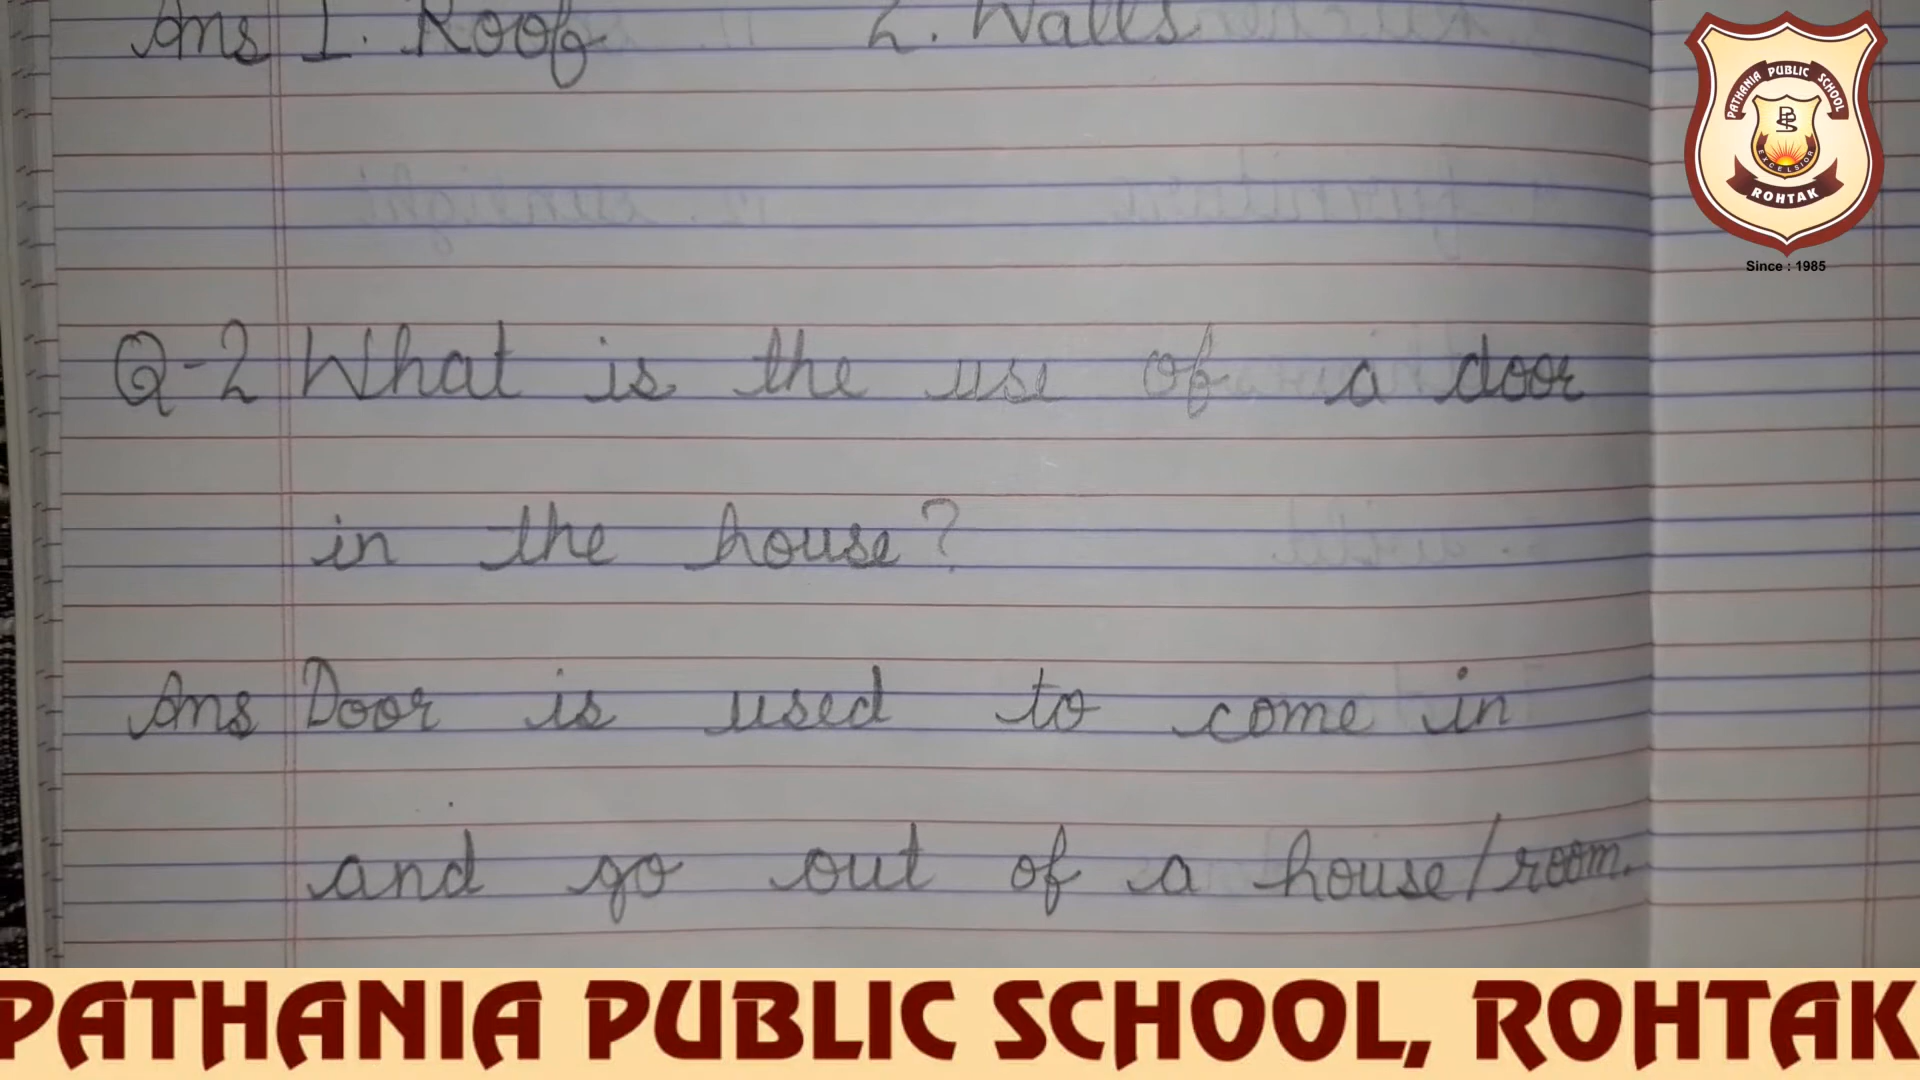 Ans 1. Roof 2. Walls
Q-2 What is the use of a door
in the house?
Ans Door is used to come in
and go out of a house/room.
PATHANIA PUBLIC SCHOOL
PBS
EXCELSIOR
ROHTAK
Since : 1985
PATHANIA PUBLIC SCHOOL, ROHTAK